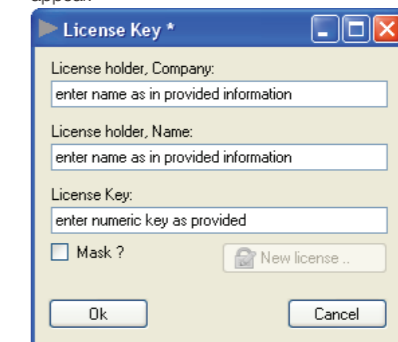 License Key *
License holder, Company:
enter name as in provided information
License holder, Name:
enter name as in provided information
License Key:
enter numeric key as provided
Mask ?
New license ..
Ok
Cancel